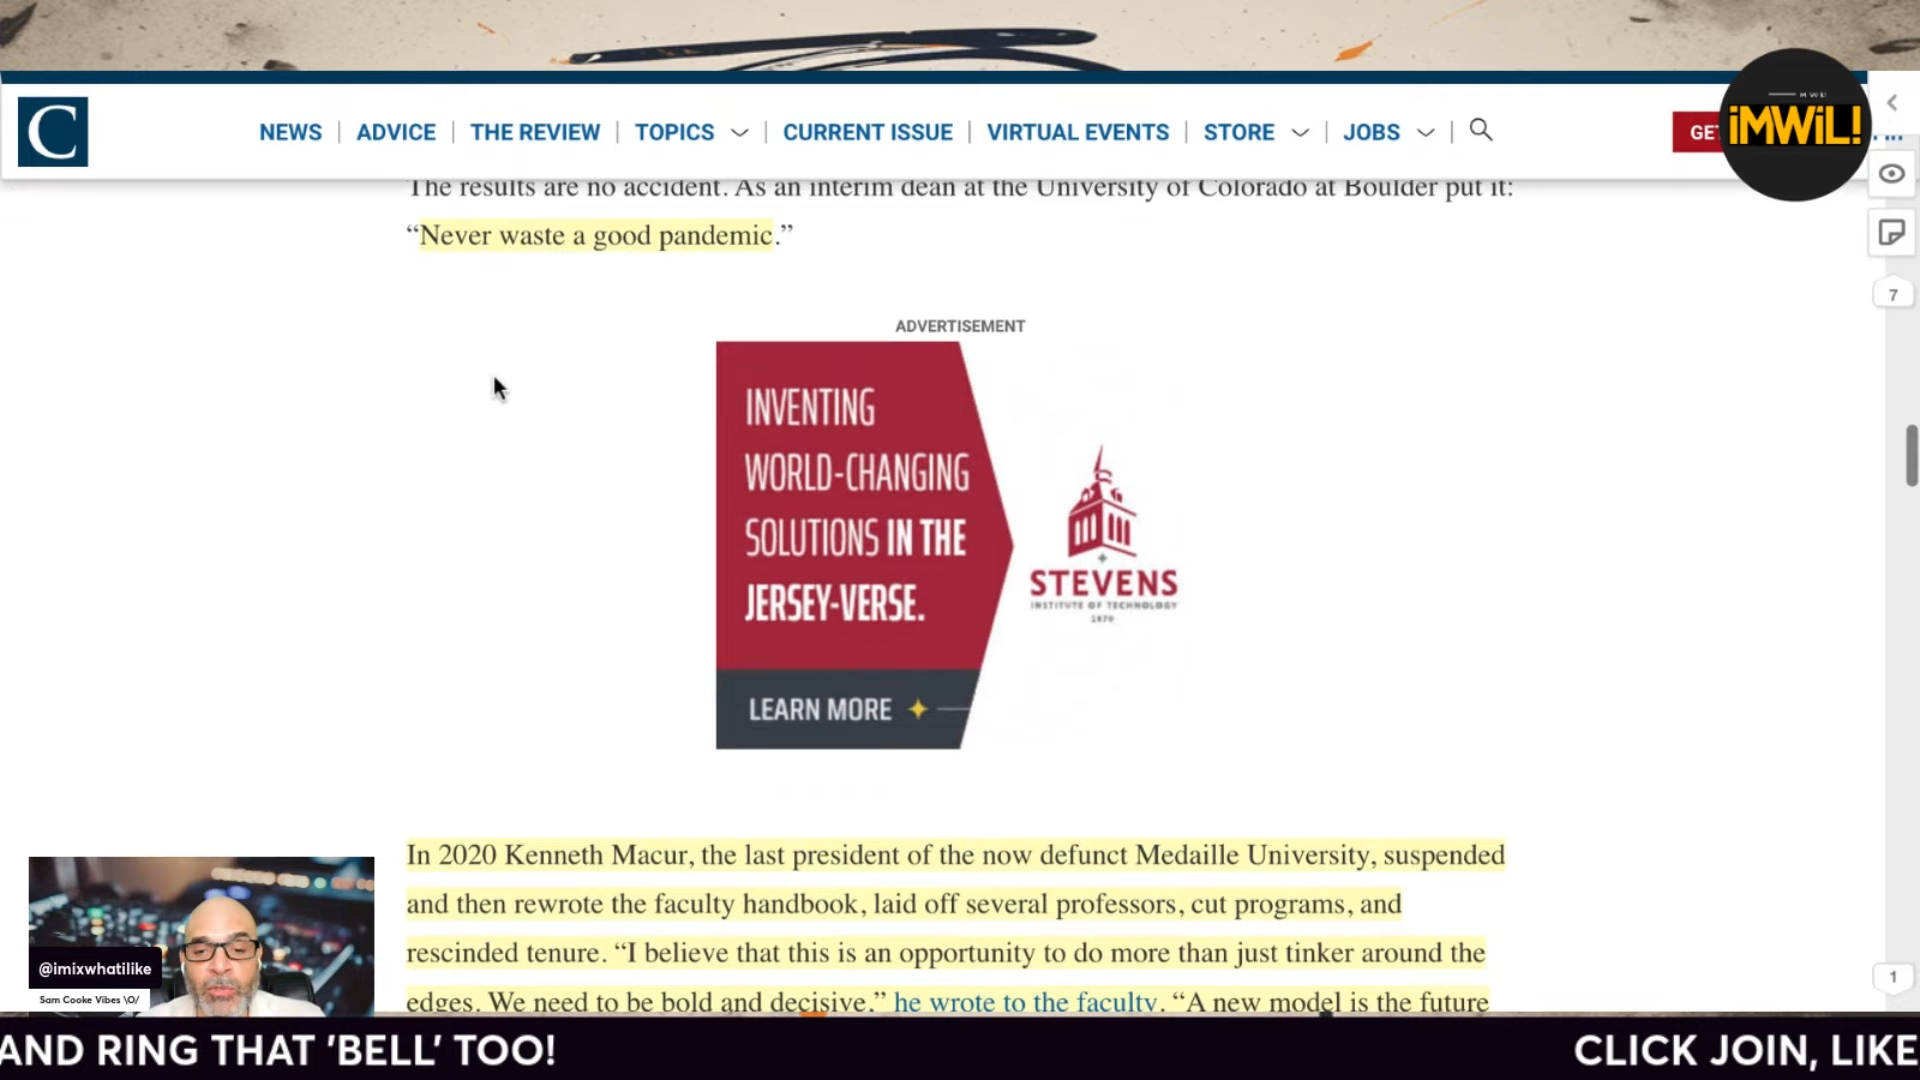 C
NEWS
ADVICE
THE REVIEW
TOPICS
CURRENT ISSUE
VIRTUAL EVENTS
STORE
JOBS
GE
iMWiL!
The results are no accident. As an interim dean at the University of Colorado at Boulder put it:
“Never waste a good pandemic.”
7
ADVERTISEMENT
INVENTING
WORLD-CHANGING
SOLUTIONS IN THE
JERSEY-VERSE.
LEARN MORE
STEVENS
INSTITUTE OF TECHNOLOGY
1870
In 2020 Kenneth Macur, the last president of the now defunct Medaille University, suspended
and then rewrote the faculty handbook, laid off several professors, cut programs, and
rescinded tenure. “I believe that this is an opportunity to do more than just tinker around the
edges. We need to be bold and decisive,” he wrote to the faculty. “A new model is the future
1
@imixwhatilike
Sam Cooke Vibes \O/
AND RING THAT 'BELL' TOO!
CLICK JOIN, LIKE